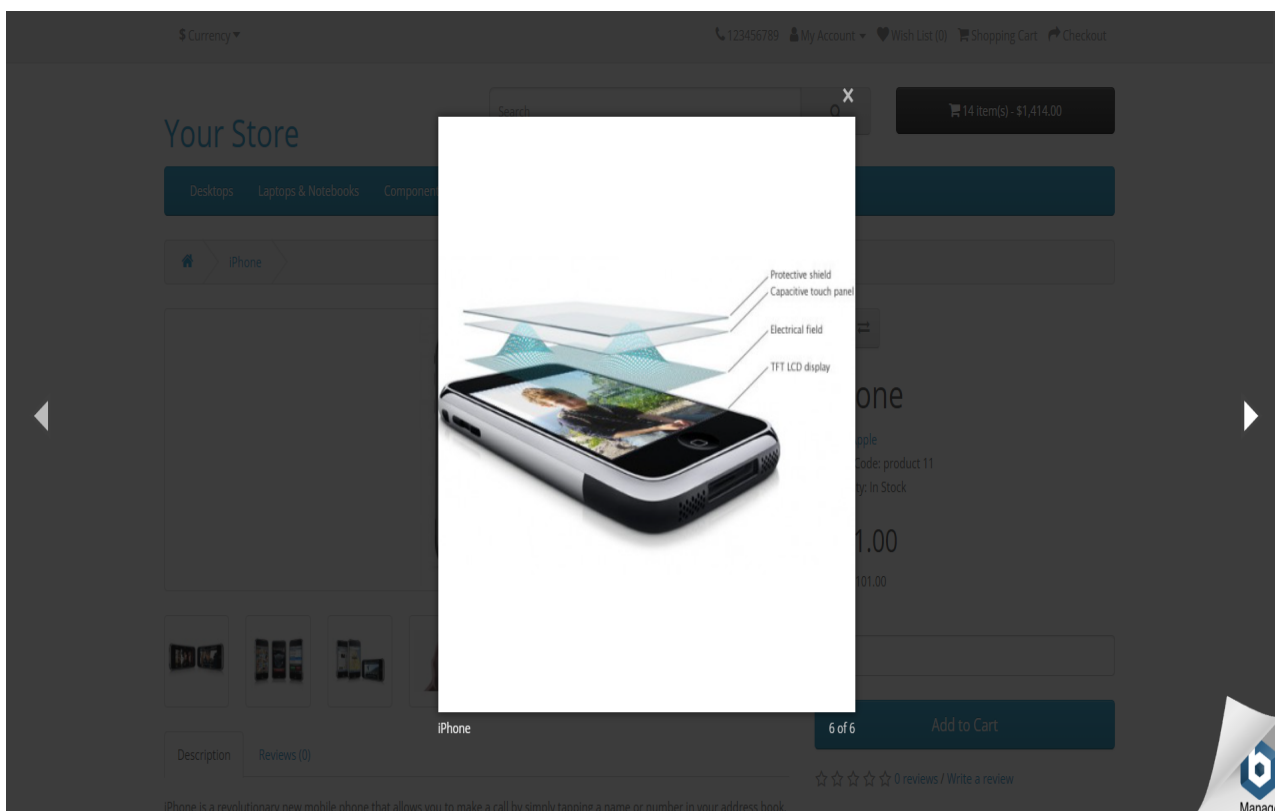 $ Currency
123456789 My Account Wish List (0) Shopping Cart Checkout
Your Store
Search
14 item(s) - $1,414.00
Desktops Laptops & Notebooks Component
iPhone
Protective shield
Capacitive touch panel
Electrical field
TFT LCD display
one
pple
Code: product 11
ty: In Stock
1.00
101.00
iPhone
6 of 6
Add to Cart
Description Reviews (0)
0 reviews / Write a review
iPhone is a revolutionary new mobile phone that allows you to make a call by simply tapping a name or number in your address book
Manage